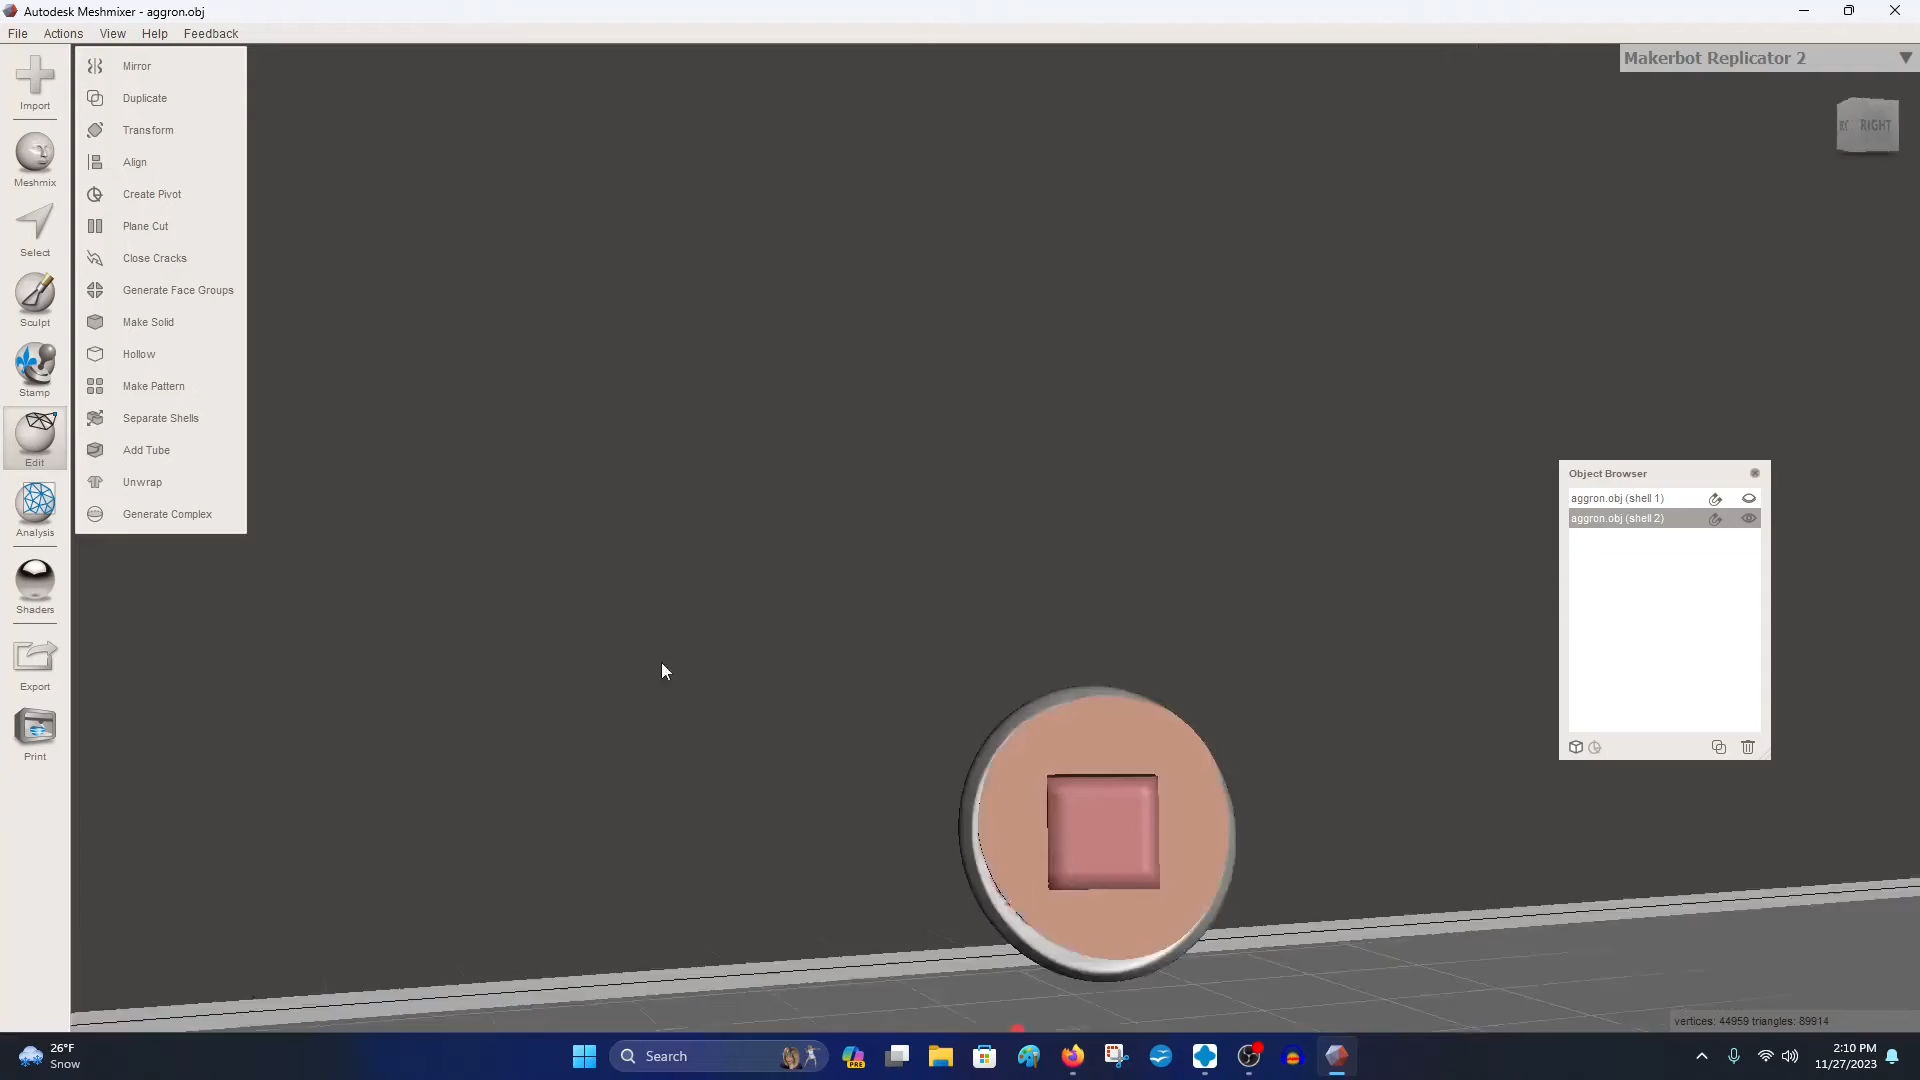 Autodesk Meshmixer - aggron.obj
File Actions View Help Feedback
Import
Meshmix
Select
Sculpt
Stamp
Edit
Analysis
Shaders
Export
Print
Mirror
Duplicate
Transform
Align
Create Pivot
Plane Cut
Close Cracks
Generate Face Groups
Make Solid
Hollow
Make Pattern
Separate Shells
Add Tube
Unwrap
Generate Complex
Makerbot Replicator 2
RIGHT
Object Browser
aggron.obj (shell 1)
aggron.obj (shell 2)
vertices: 44959 triangles: 89914
26°F
Snow
Search
PRE
2:10 PM
11/27/2023